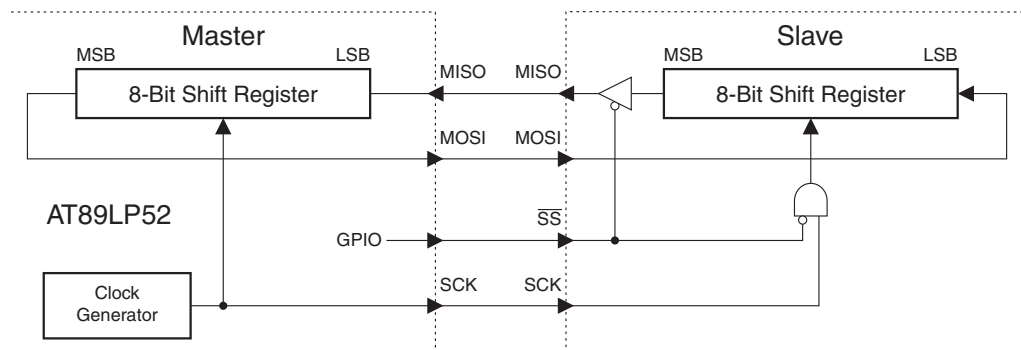 Master
Slave
MSB
LSB
MSB
LSB
8-Bit Shift Register
MISO
MISO
8-Bit Shift Register
MOSI
MOSI
AT89LP52
GPIO
SS
Clock
Generator
SCK
SCK